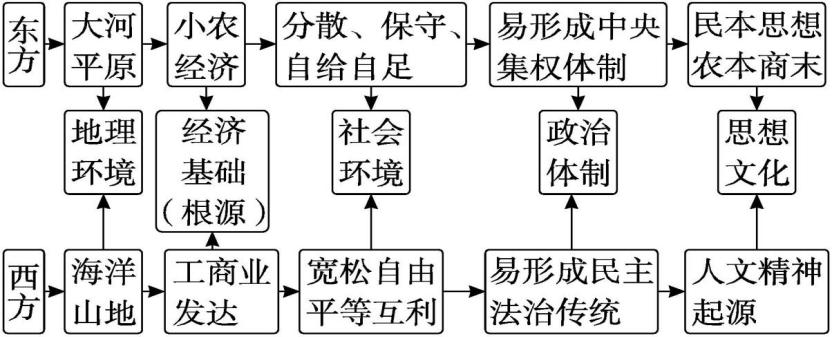 东方
大河
平原
小农
经济
分散、保守、
自给自足
易形成中央
集权体制
民本思想
农本商末
地理
环境
经济
基础
（根源）
社会
环境
政治
体制
思想
文化
西方
海洋
山地
工商业
发达
宽松自由
平等互利
易形成民主
法治传统
人文精神
起源